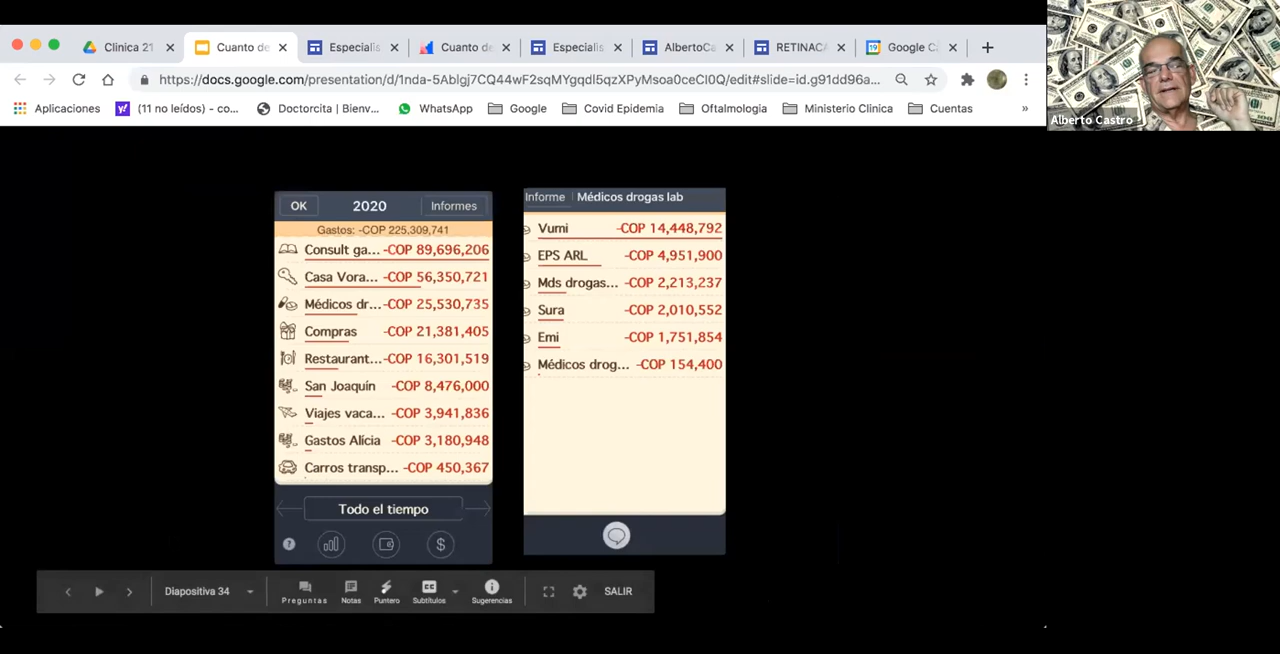 Clinica 21
Cuanto de
Especialis
Cuanto de
Especialis
AlbertoCa
RETINACA
Google C
https://docs.google.com/presentation/d/1nda-5Ablgj7CQ44wF2sqMYgqdl5qzXPyMsoa0ceCl0Q/edit#slide=id.g91dd96a...
Aplicaciones
(11 no leídos) - co...
Doctorcita | Bienv...
WhatsApp
Google
Covid Epidemia
Oftalmologia
Ministerio Clinica
Cuentas
»
Alberto Castro
OK 2020 Informes
Gastos: -COP 225,309,741
Consult ga... -COP 89,696,206
Casa Vora... -COP 56,350,721
Médicos dr... -COP 25,530,735
Compras -COP 21,381,405
Restaurant... -COP 16,301,519
San Joaquín -COP 8,476,000
Viajes vaca... -COP 3,941,836
Gastos Alícia -COP 3,180,948
Carros transp... -COP 450,367
Todo el tiempo
Informe Médicos drogas lab
Vumi -COP 14,448,792
EPS ARL -COP 4,951,900
Mds drogas... -COP 2,213,237
Sura -COP 2,010,552
Emi -COP 1,751,854
Médicos drog... -COP 154,400
Diapositiva 34
Preguntas
Notas
Puntero
Subtítulos
Sugerencias
SALIR